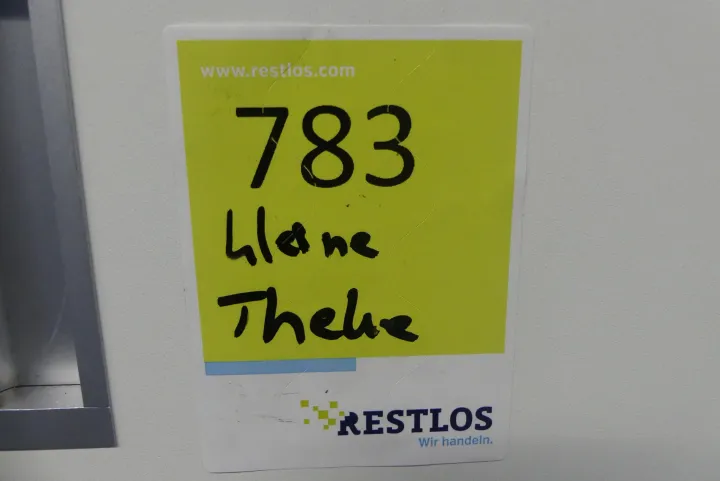 www.restlos.com
783
kleine
Theke
RESTLOS
Wir handeln.